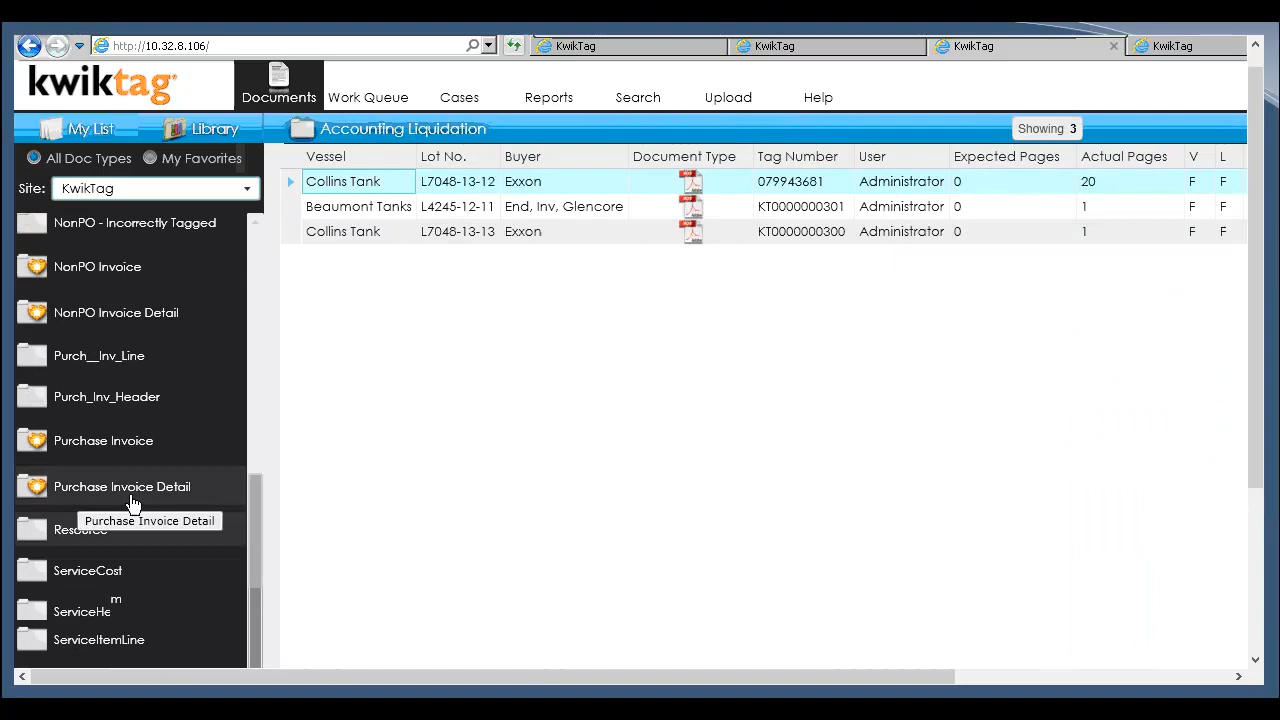 http://10.32.8.106/ KwikTag KwikTag KwikTag × KwikTag
kwiktag Documents Work Queue Cases Reports Search Upload Help
My List Library Accounting Liquidation Showing 3
All Doc Types My Favorites Vessel Lot No. Buyer Document Type Tag Number User Expected Pages Actual Pages V L
Site: KwikTag Collins Tank L7048-13-12 Exxon 079943681 Administrator 0 20 F F
Beaumont Tanks L4245-12-11 End, Inv, Glencore KT0000000301 Administrator 0 1 F F
NonPO - Incorrectly Tagged Collins Tank L7048-13-13 Exxon KT0000000300 Administrator 0 1 F F
NonPO Invoice
NonPO Invoice Detail
Purch__Inv_Line
Purch_Inv_Header
Purchase Invoice
Purchase Invoice Detail
Purchase Invoice Detail
Resource
ServiceCost
m
ServiceHe
ServiceItemLine